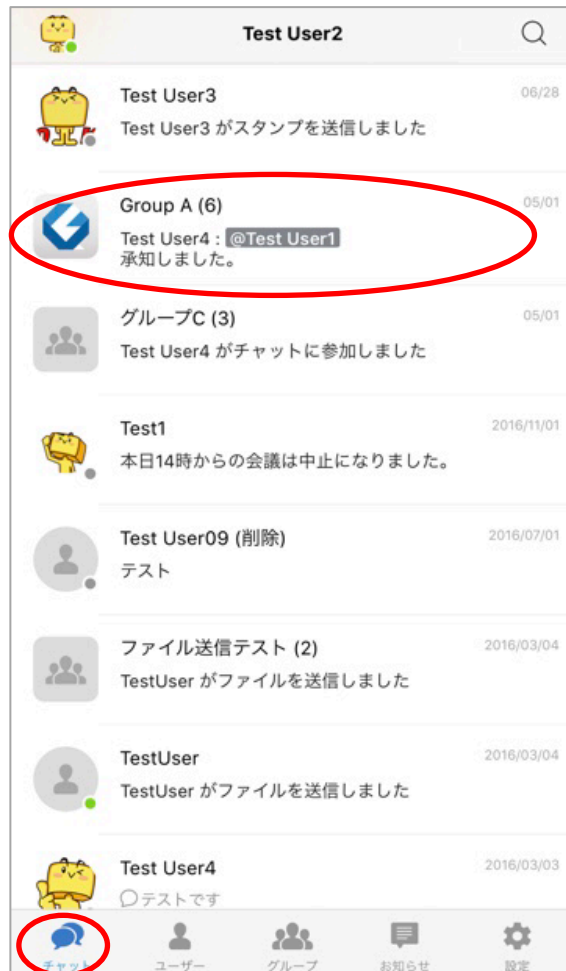 Test User2
Test User3 06/28
Test User3 がスタンプを送信しました
Group A (6) 05/01
Test User4 : @Test User1
承知しました。
グループC (3) 05/01
Test User4 がチャットに参加しました
Test1 2016/11/01
本日14時からの会議は中止になりました。
Test User09 (削除) 2016/07/01
テスト
ファイル送信テスト (2) 2016/03/04
TestUser がファイルを送信しました
TestUser 2016/03/04
TestUser がファイルを送信しました
Test User4 2016/03/03
テストです
チャット ユーザー グループ お知らせ 設定